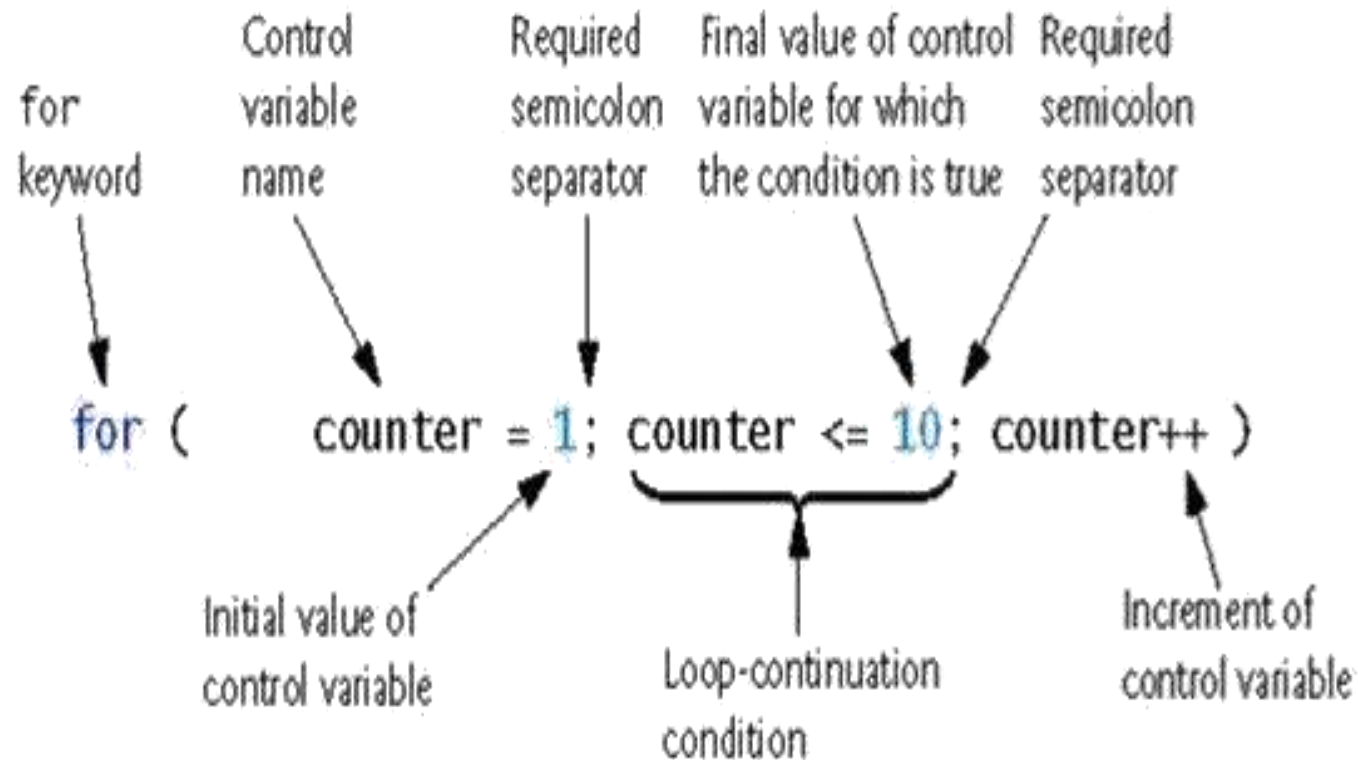 for
keyword
Control
variable
name
Required
semicolon
separator
Final value of control
variable for which
the condition is true
Required
semicolon
separator
for ( counter = 1; counter <= 10; counter++ )
Initial value of
control variable
Loop-continuation
condition
Increment of
control variable